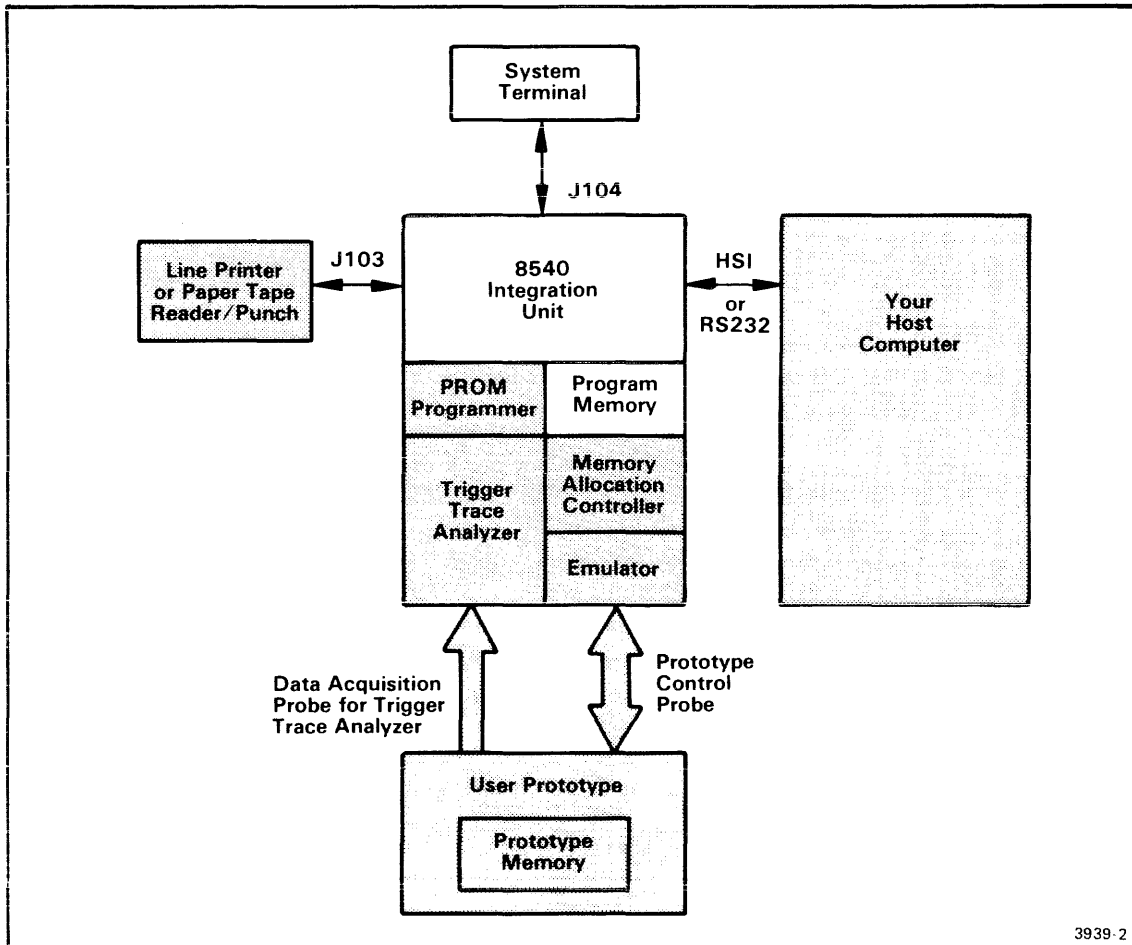 System
Terminal
J104
Line Printer
or Paper Tape
Reader/Punch
J103
8540
Integration
Unit
HSI
or
RS232
Your
Host
Computer
PROM
Programmer
Program
Memory
Trigger
Trace
Analyzer
Memory
Allocation
Controller
Emulator
Data Acquisition
Probe for Trigger
Trace Analyzer
Prototype
Control
Probe
User Prototype
Prototype
Memory
3939-2